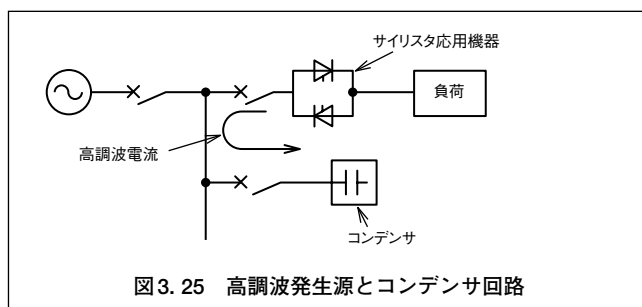 サイリスタ応用機器
負荷
高調波電流
コンデンサ
図3. 25 高調波発生源とコンデンサ回路